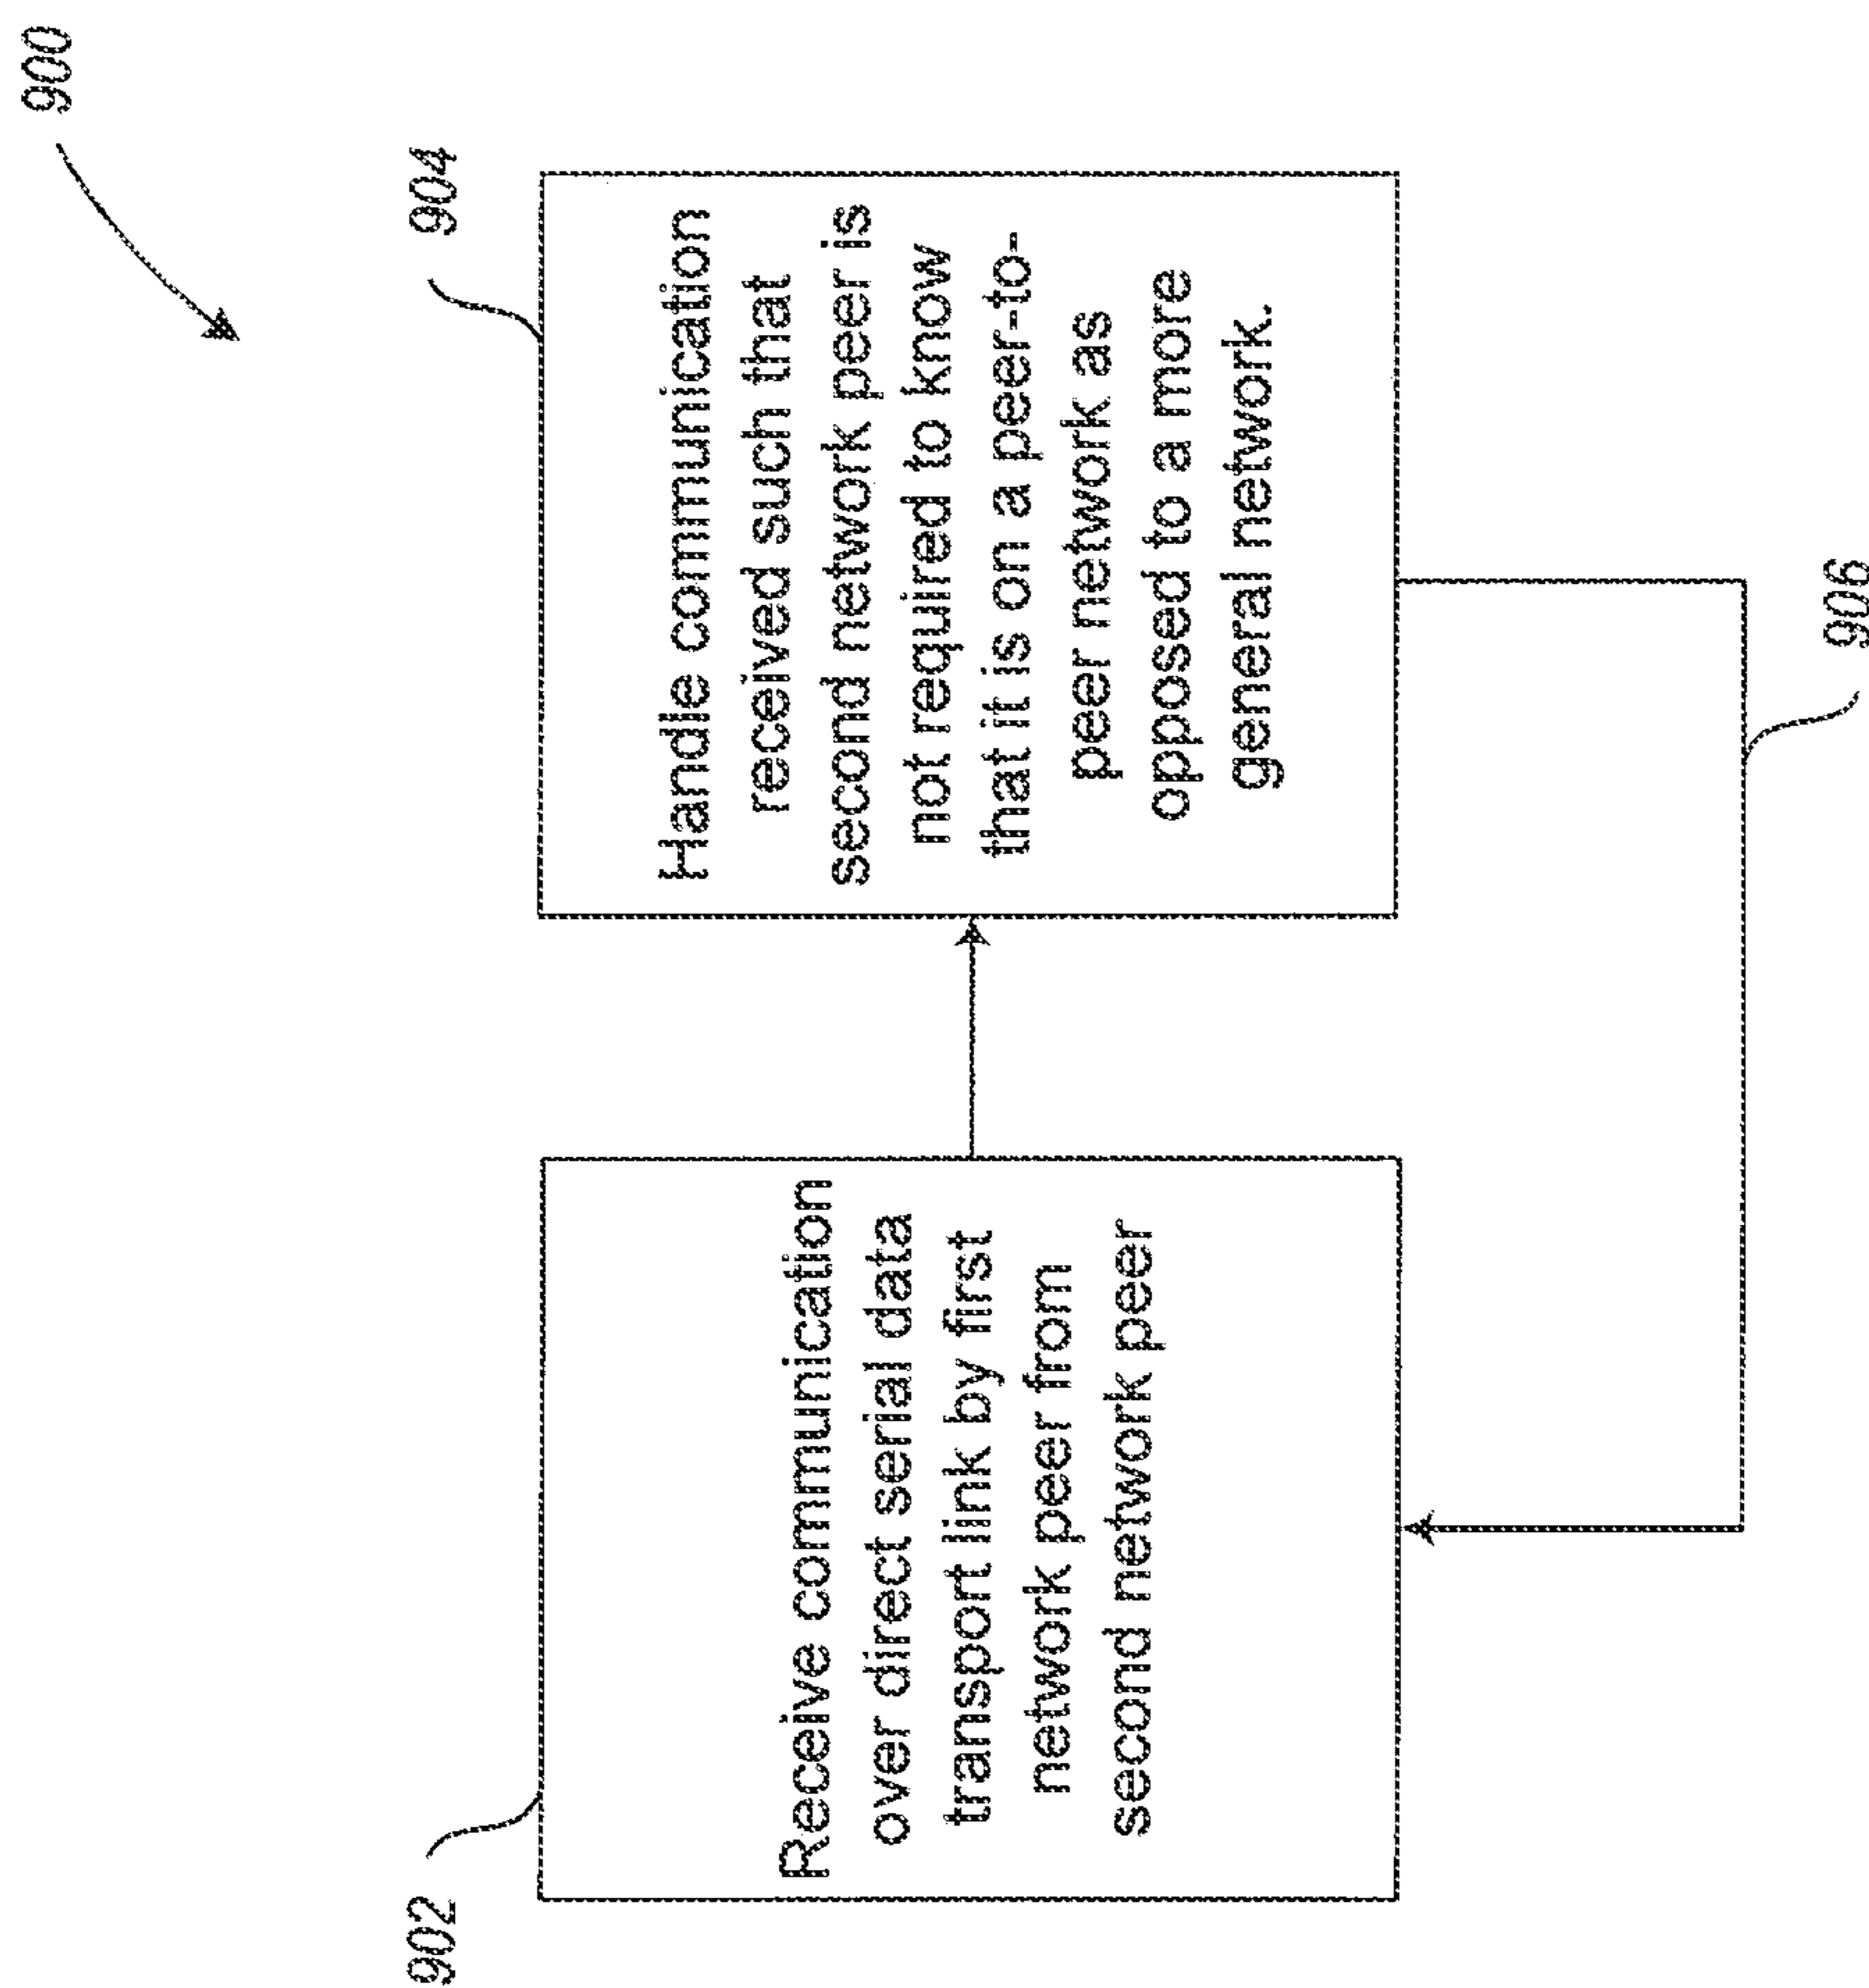 900
902
Receive communication
over direct serial data
transport link by first
network peer from
second network peer
904
Handle communication
received such that
second network peer is
not required to know
that it is on a peer-to-
peer network as
opposed to a more
general network.
906